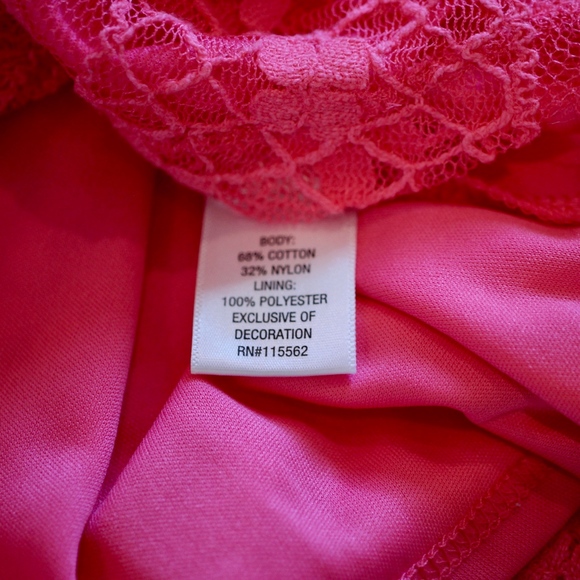 BODY:
68% COTTON
32% NYLON
LINING:
100% POLYESTER
EXCLUSIVE OF
DECORATION
RN#115562